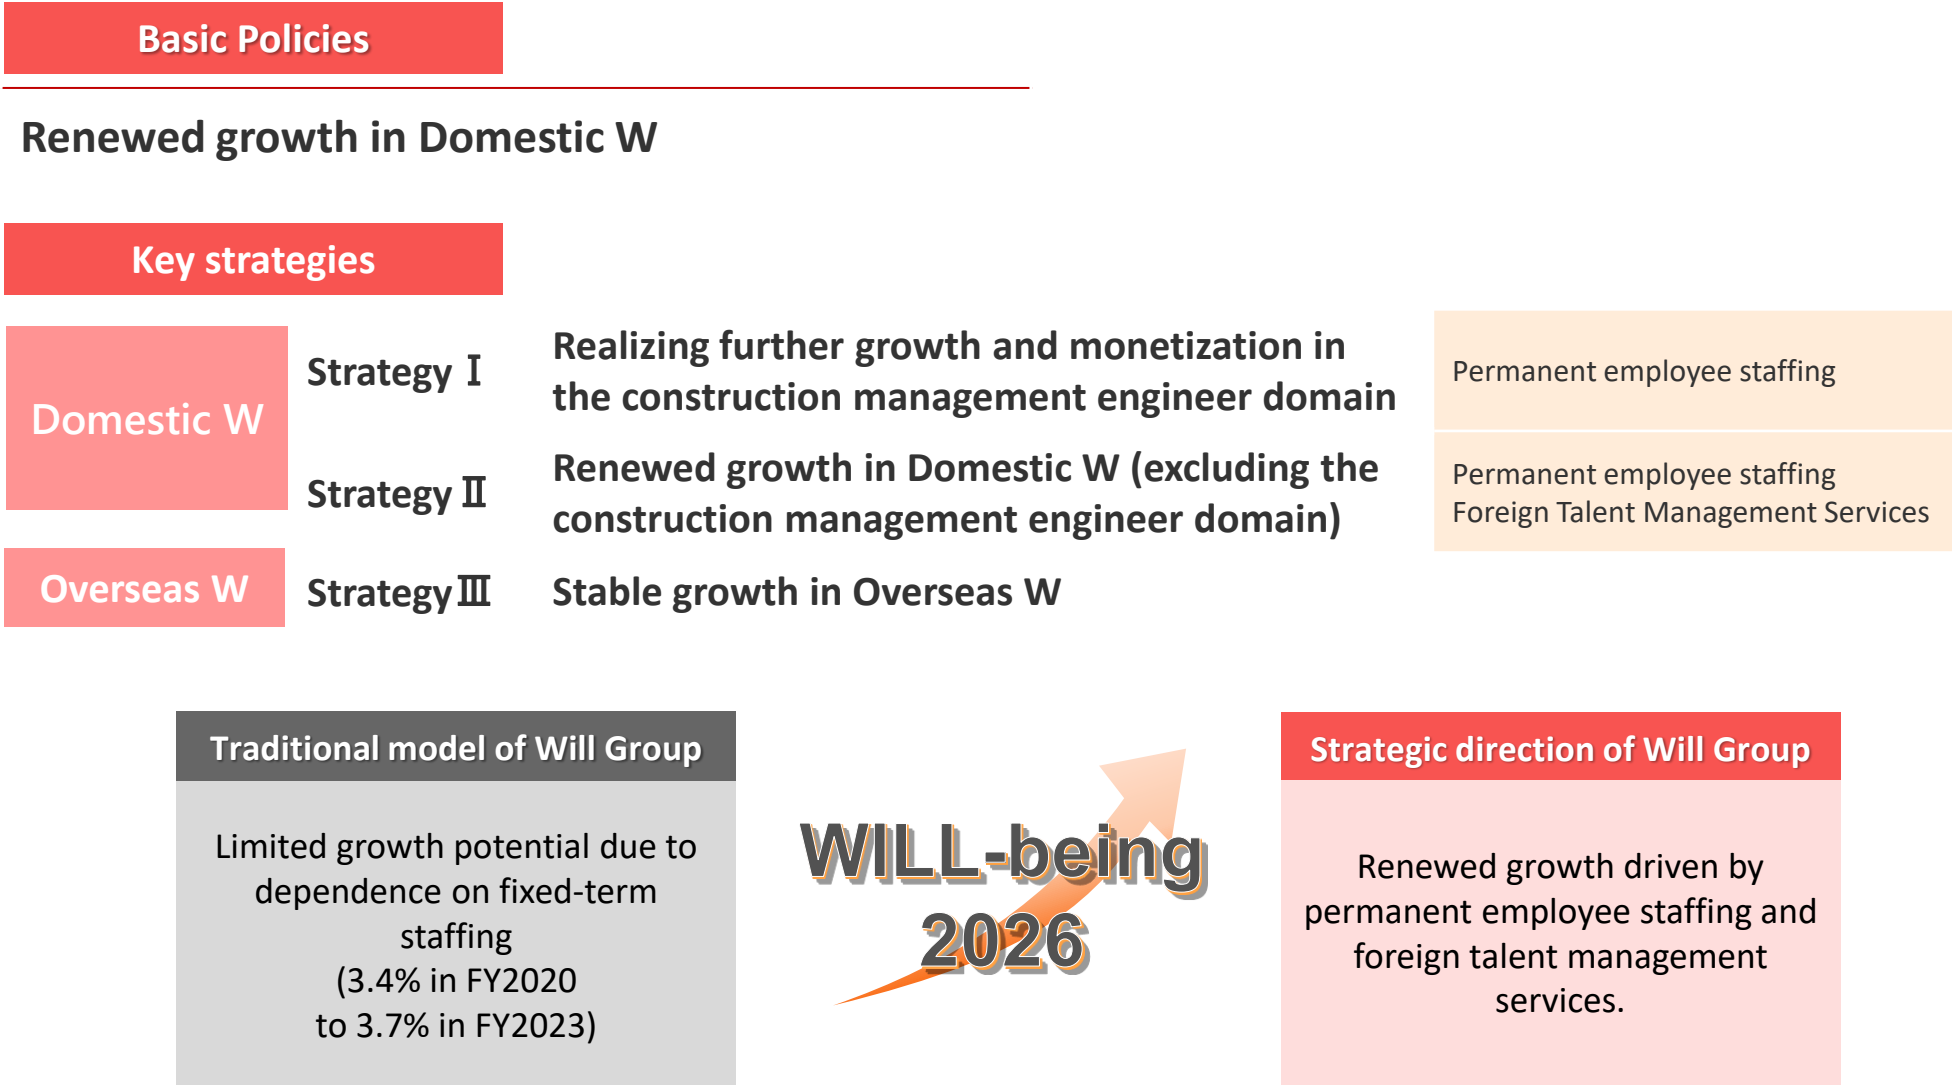 Basic Policies
Renewed growth in Domestic W
Key strategies
Domestic W
Strategy Ⅰ
Realizing further growth and monetization in
the construction management engineer domain
Permanent employee staffing
Strategy Ⅱ
Renewed growth in Domestic W (excluding the
construction management engineer domain)
Permanent employee staffing
Foreign Talent Management Services
Overseas W
Strategy Ⅲ
Stable growth in Overseas W
Traditional model of Will Group
Limited growth potential due to
dependence on fixed-term
staffing
(3.4% in FY2020
to 3.7% in FY2023)
WILL-being
2026
Strategic direction of Will Group
Renewed growth driven by
permanent employee staffing and
foreign talent management
services.